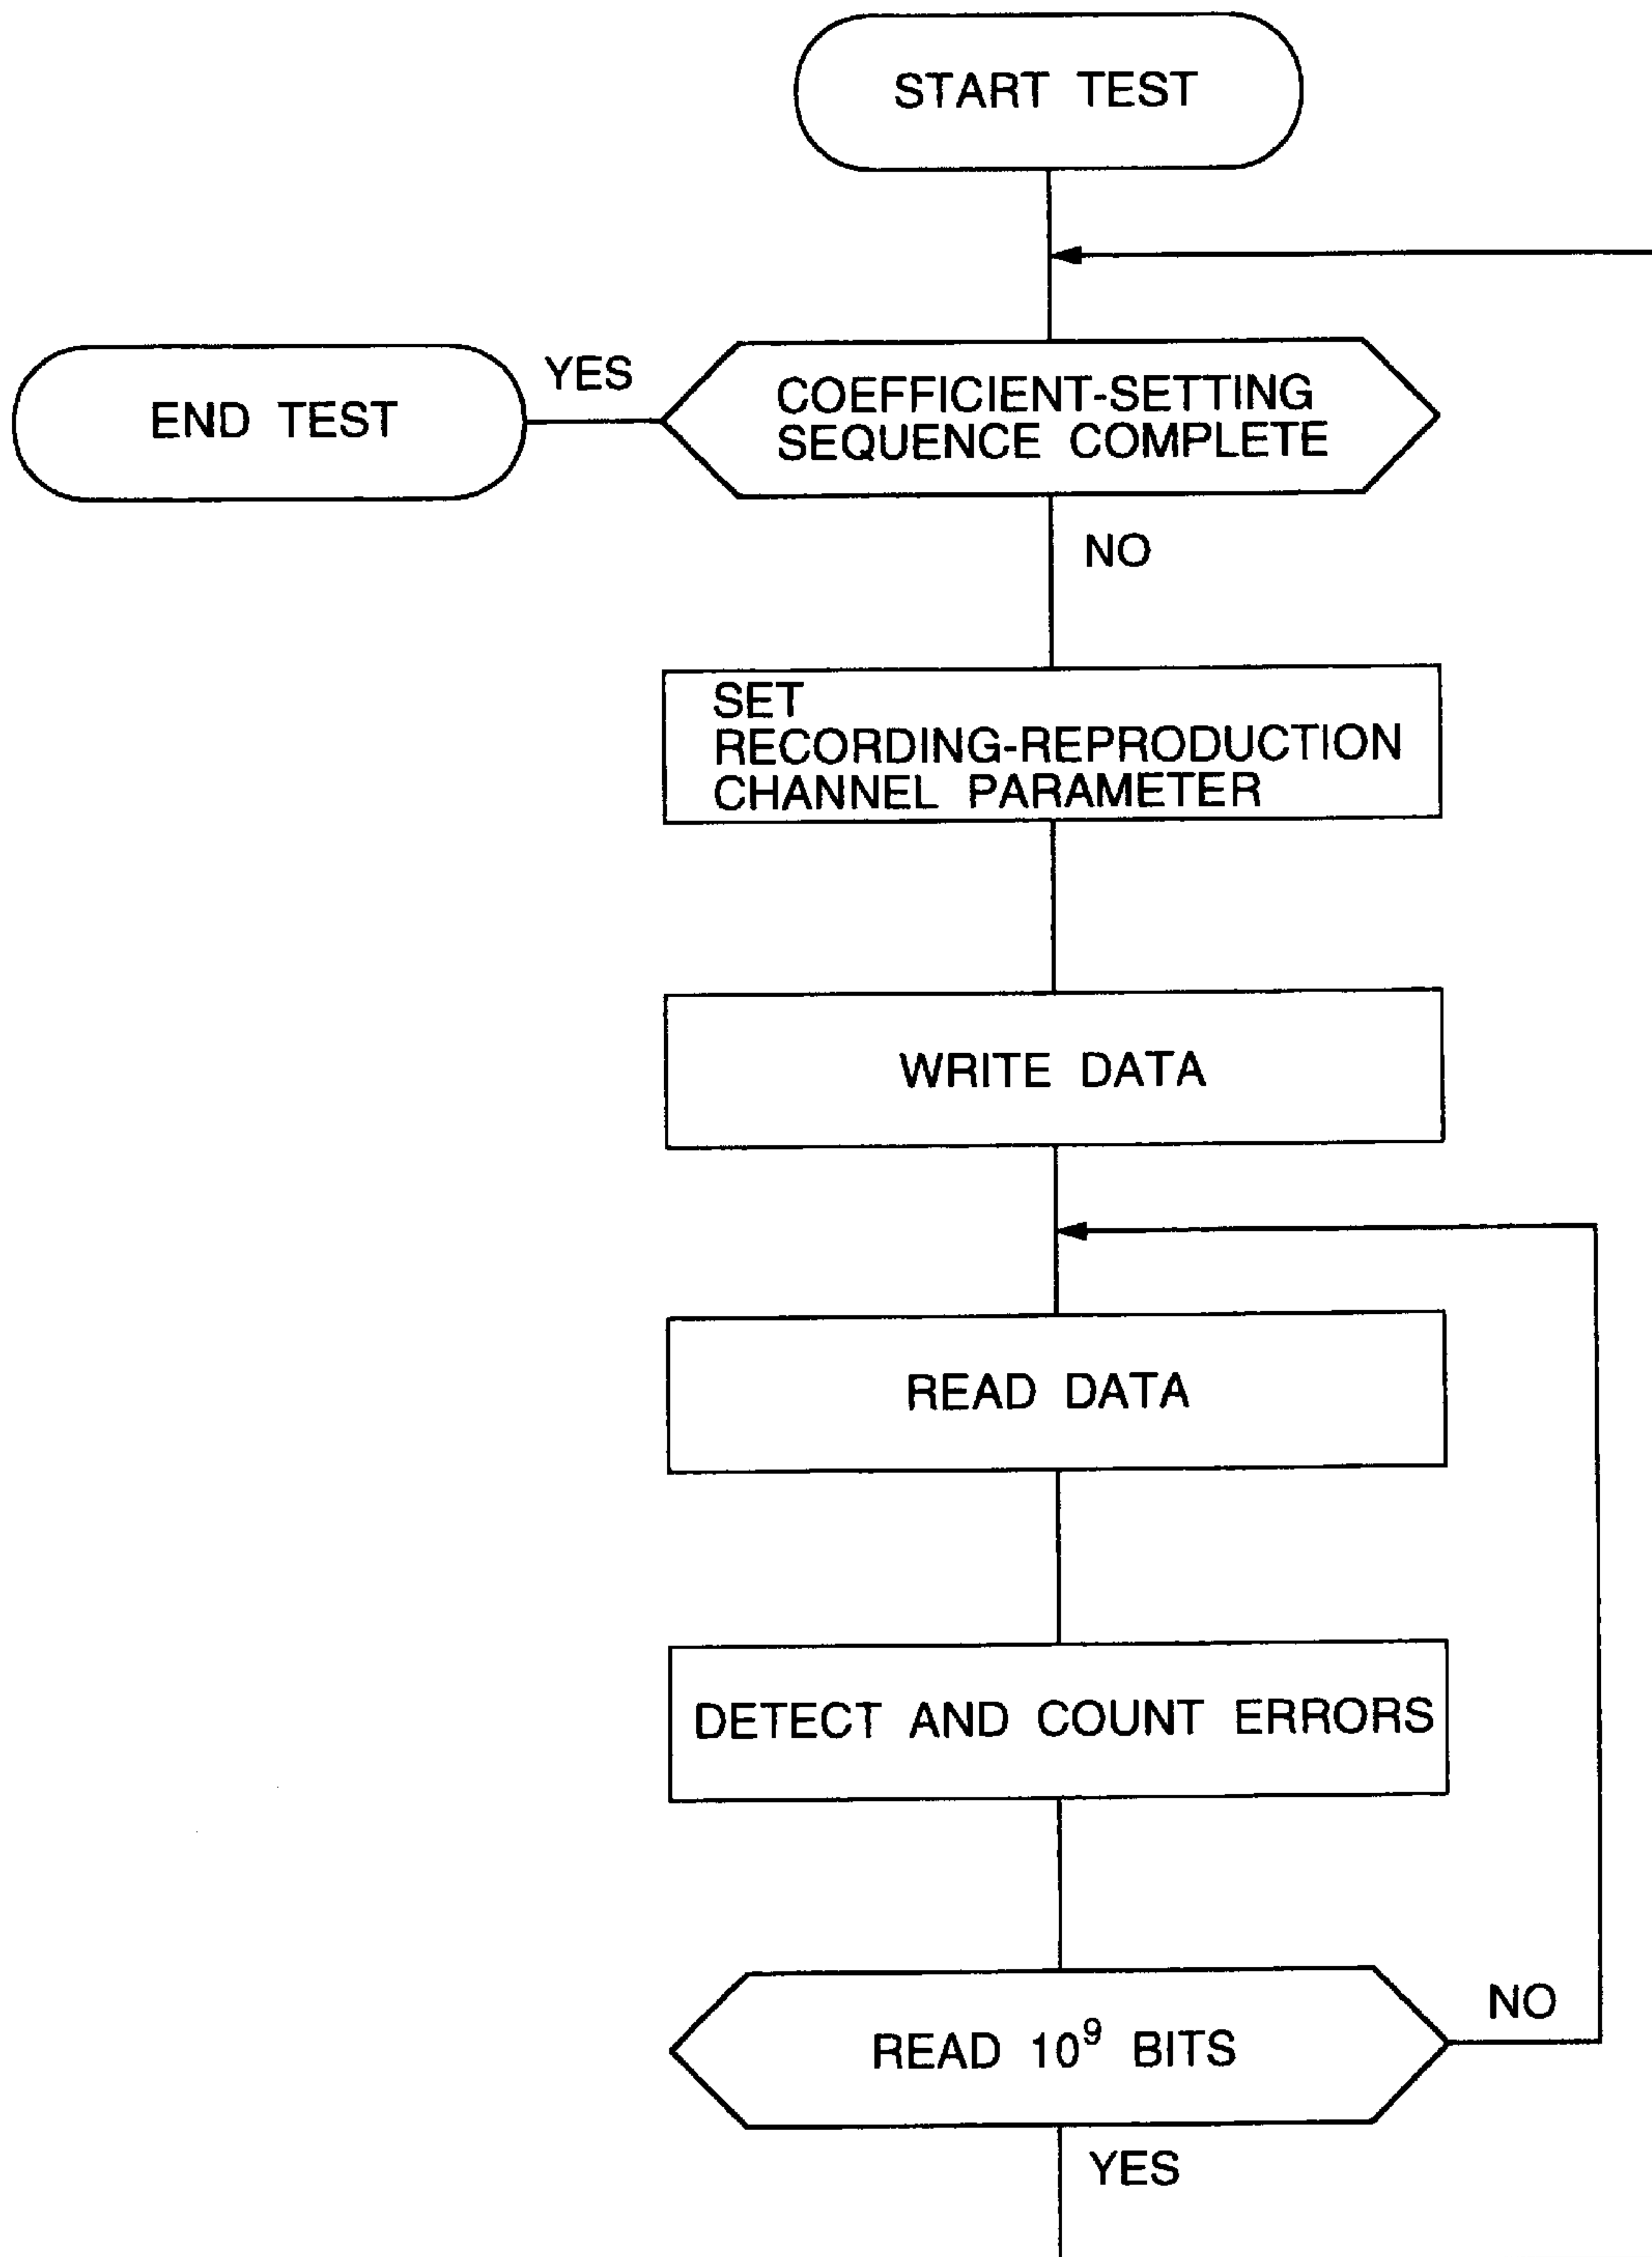 START TEST
YES
END TEST
COEFFICIENT-SETTING
SEQUENCE COMPLETE
NO
SET
RECORDING-REPRODUCTION
CHANNEL PARAMETER
WRITE DATA
READ DATA
DETECT AND COUNT ERRORS
NO
READ 10⁹ BITS
YES